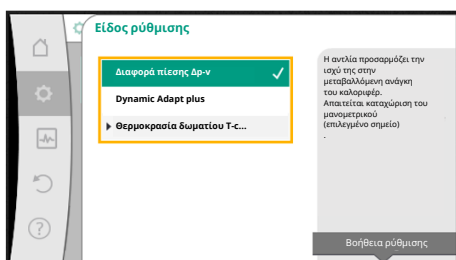 Είδος ρύθμισης
Διαφορά πίεσης Δp-v
Dynamic Adapt plus
Θερμοκρασία δωματίου T-c...
Η αντλία προσαρμόζει την
ισχύ της στην
μεταβαλλόμενη ανάγκη
του καλοριφέρ.
Απαιτείται καταχώριση του
μανομετρικού
(επιλεγμένο σημείο)
.
Βοήθεια ρύθμισης